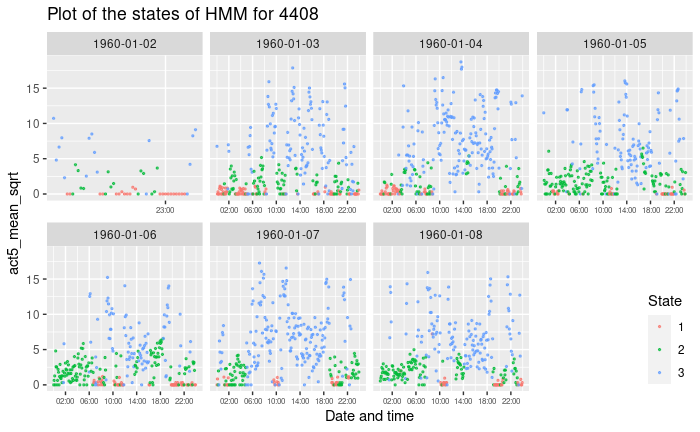 Plot of the states of HMM for 4408
1960-01-02 1960-01-03 1960-01-04 1960-01-05
15
10
5
0
23:00 02:00 06:00 10:00 14:00 18:00 22:00 02:00 06:00 10:00 14:00 18:00 22:00 02:00 06:00 10:00 14:00 18:00 22:00
act5_mean_sqrt
1960-01-06 1960-01-07 1960-01-08
15
10
5
0
02:00 06:00 10:00 14:00 18:00 22:00 02:00 06:00 10:00 14:00 18:00 22:00 02:00 06:00 10:00 14:00 18:00 22:00
Date and time
State
1
2
3